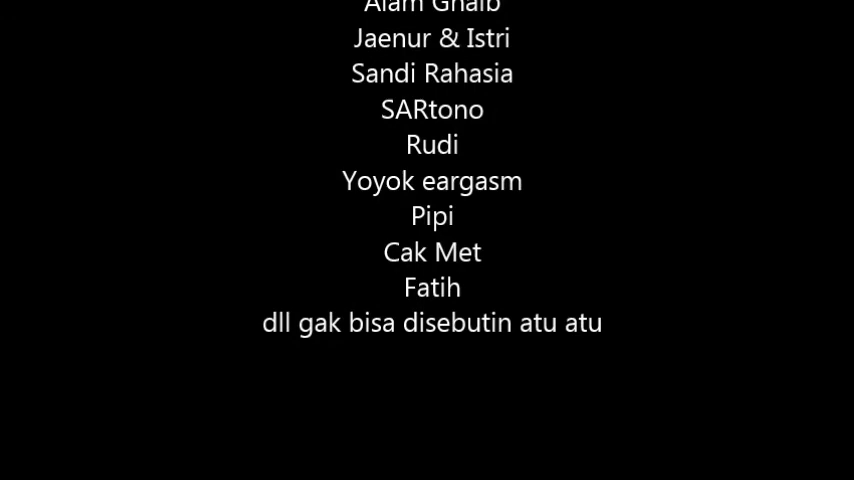 Alam Ghaib
Jaenur & Istri
Sandi Rahasia
SARtono
Rudi
Yoyok eargasm
Pipi
Cak Met
Fatih
dll gak bisa disebutin atu atu